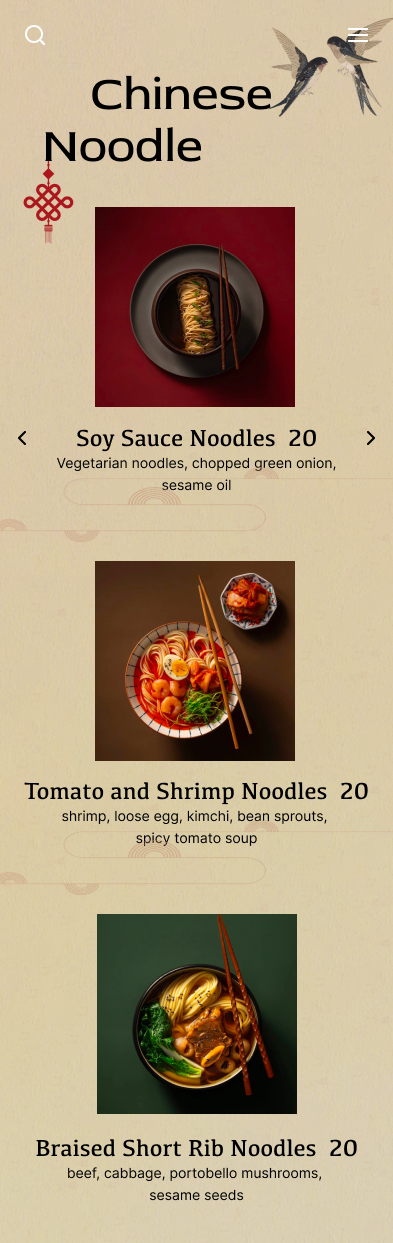 Chinese
Noodle
Soy Sauce Noodles 20
Vegetarian noodles, chopped green onion,
sesame oil
Tomato and Shrimp Noodles 20
shrimp, loose egg, kimchi, bean sprouts,
spicy tomato soup
Braised Short Rib Noodles 20
beef, cabbage, portobello mushrooms,
sesame seeds